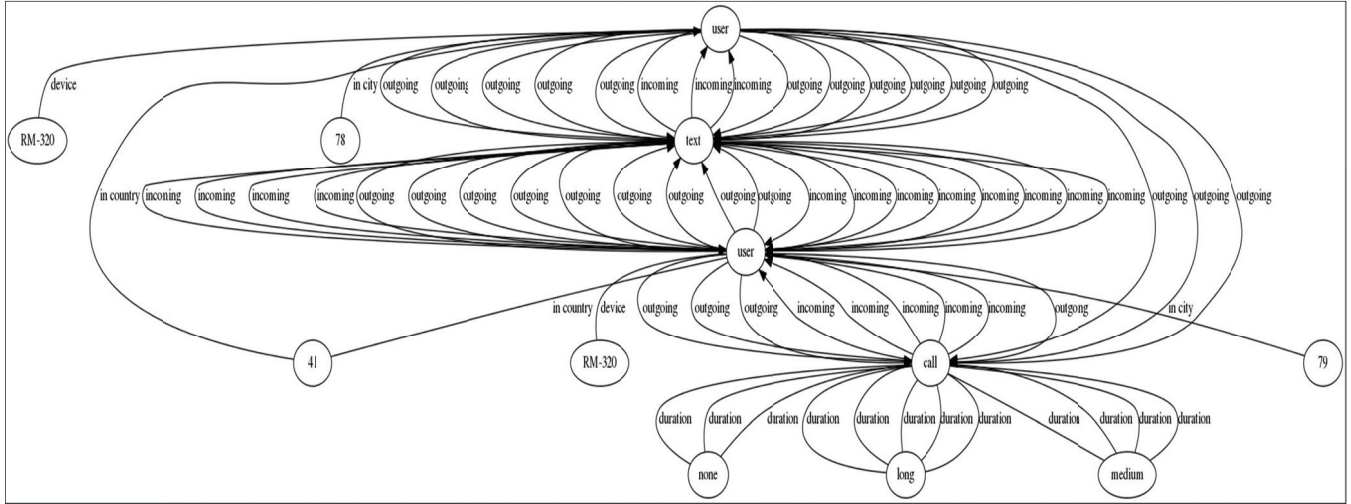 user
device in city outgoing outgoing outgoing outgoing outgoing incoming incoming incoming outgoing outgoing outgoing outgoing outgoing outgoing
RM-320 78 text
in country incoming incoming incoming incoming outgoing outgoing outgoing outgoing outgoing outgoing outgoing outgoing outgoing incoming incoming incoming incoming incoming incoming incoming incoming outgoing outgoing outgoing
user
in country device outgoing outgoing outgoing incoming incoming incoming incoming incoming outgong in city
41 RM-320 call 79
duration duration duration duration duration duration duration duration duration duration duration duration
none long medium